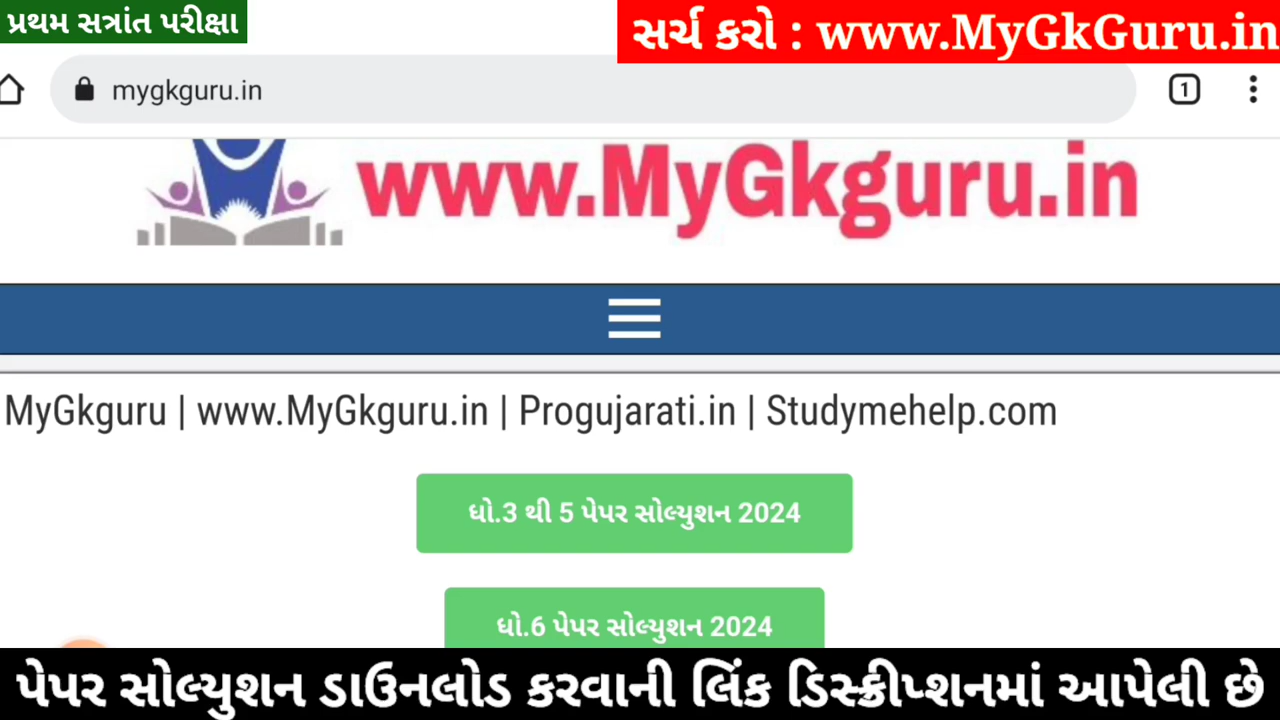 પ્રથમ સત્રાંત પરીક્ષા
સર્ચ કરો : www.MyGkGuru.in
mygkguru.in
1
www.MyGkguru.in
MyGkguru | www.MyGkguru.in | Progujarati.in | Studymehelp.com
ધો.3 થી 5 પેપર સોલ્યુશન 2024
ધો.6 પેપર સોલ્યુશન 2024
પેપર સોલ્યુશન ડાઉનલોડ કરવાની લિંક ડિસ્ક્રીપ્શનમાં આપેલી છે